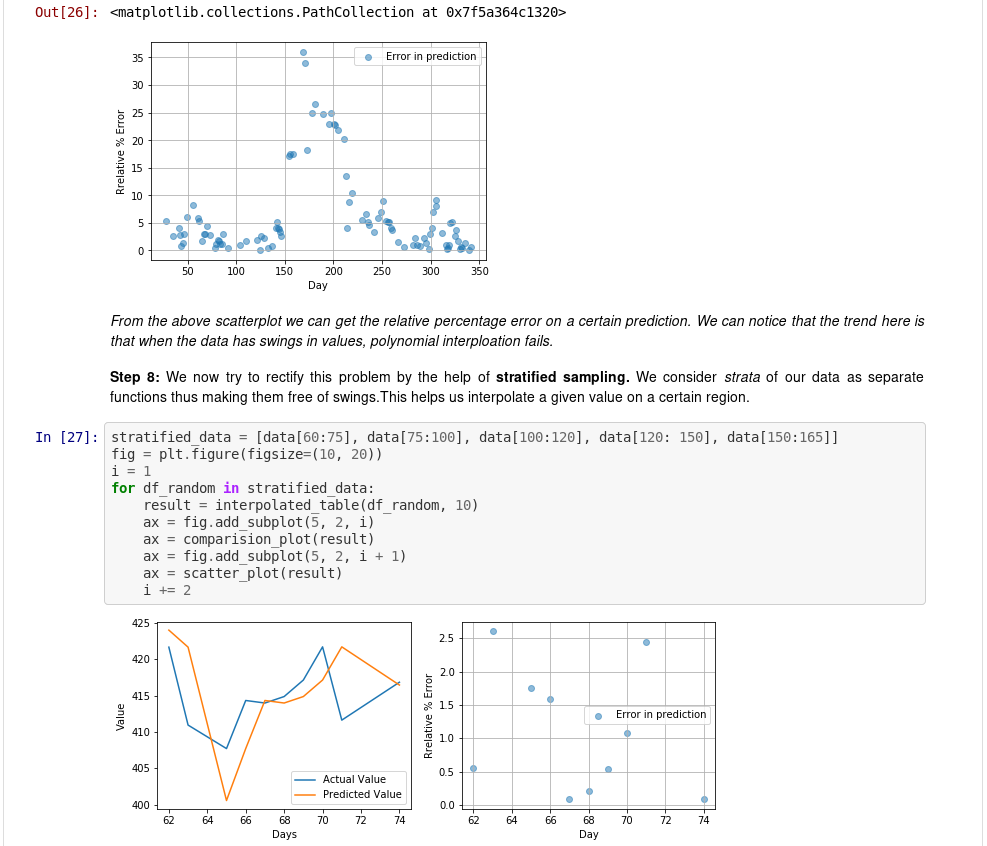 Out[26]: <matplotlib.collections.PathCollection at 0x7f5a364c1320>
35
30
25
20
15
10
5
0
Rrelative % Error
Error in prediction
50 100 150 200 250 300 350
Day
From the above scatterplot we can get the relative percentage error on a certain prediction. We can notice that the trend here is
that when the data has swings in values, polynomial interploation fails.
Step 8: We now try to rectify this problem by the help of stratified sampling. We consider strata of our data as separate
functions thus making them free of swings.This helps us interpolate a given value on a certain region.
In [27]: stratified_data = [data[60:75], data[75:100], data[100:120], data[120: 150], data[150:165]]
fig = plt.figure(figsize=(10, 20))
i = 1
for df_random in stratified_data:
    result = interpolated_table(df_random, 10)
    ax = fig.add_subplot(5, 2, i)
    ax = comparision_plot(result)
    ax = fig.add_subplot(5, 2, i + 1)
    ax = scatter_plot(result)
    i += 2
425
420
415
410
405
400
Value
Actual Value
Predicted Value
62 64 66 68 70 72 74
Days
2.5
2.0
1.5
1.0
0.5
0.0
Rrelative % Error
Error in prediction
62 64 66 68 70 72 74
Day